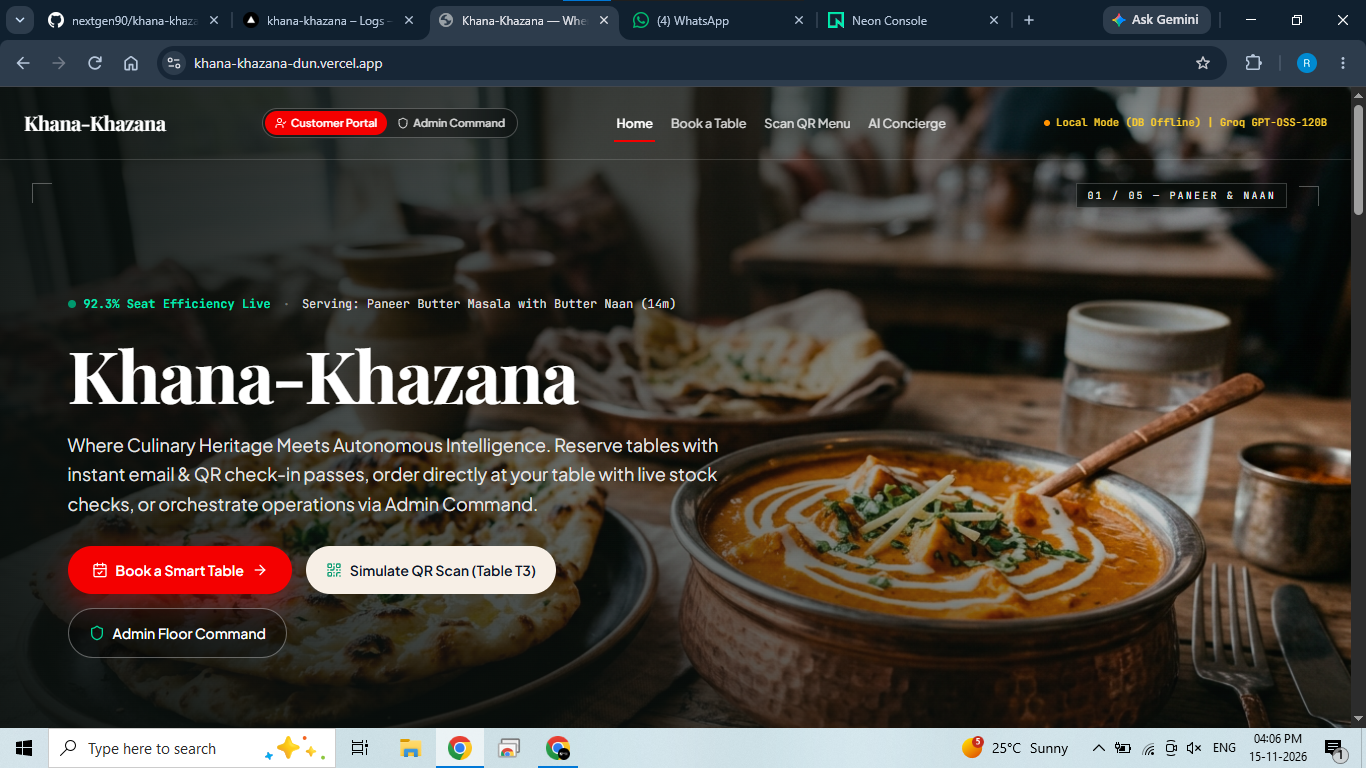 nextgen90/khana-khaza
khana-khazana – Logs -
Khana-Khazana — Whe
(4) WhatsApp
Neon Console
Ask Gemini
khana-khazana-dun.vercel.app
R
Khana-Khazana
Customer Portal
Admin Command
Home
Book a Table
Scan QR Menu
AI Concierge
Local Mode (DB Offline) | Groq GPT-OSS-120B
01 / 05 — PANEER & NAAN
92.3% Seat Efficiency Live · Serving: Paneer Butter Masala with Butter Naan (14m)
Khana-Khazana
Where Culinary Heritage Meets Autonomous Intelligence. Reserve tables with
instant email & QR check-in passes, order directly at your table with live stock
checks, or orchestrate operations via Admin Command.
Book a Smart Table
Simulate QR Scan (Table T3)
Admin Floor Command
Type here to search
5
25°C Sunny
ENG
04:06 PM
15-11-2026
1